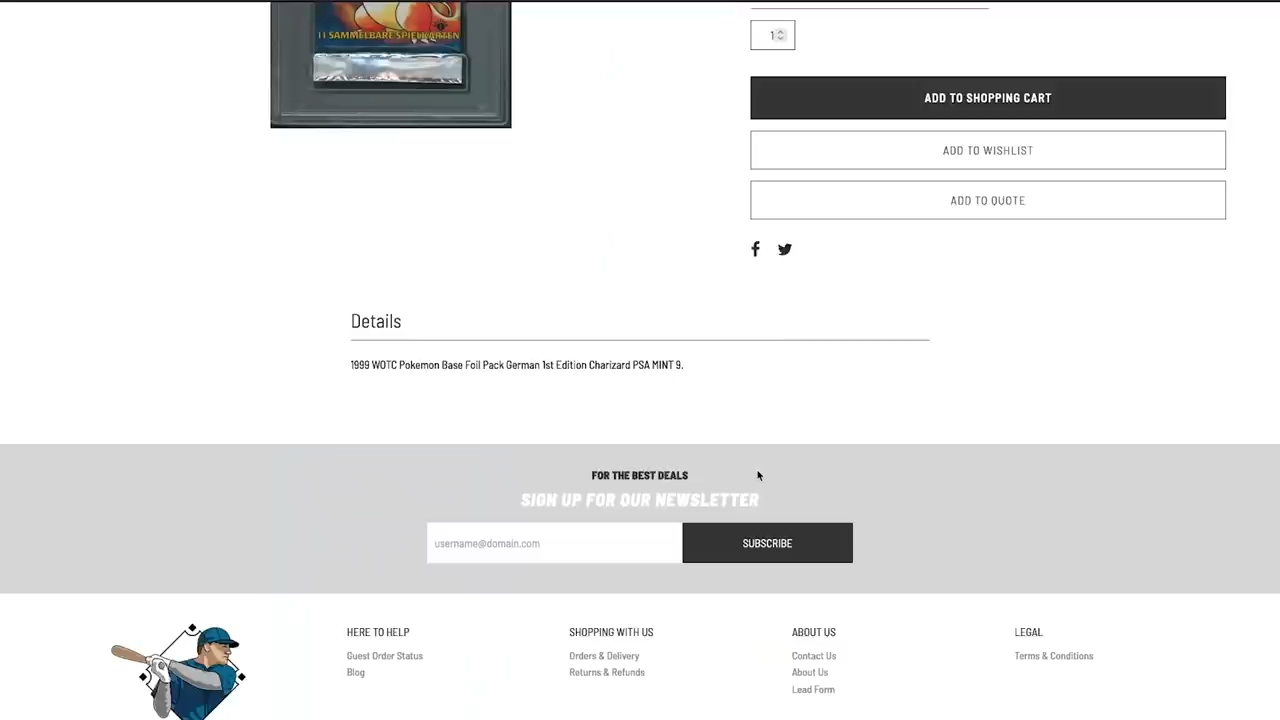 11 SAMMELBARE SPIELKARTEN
1
ADD TO SHOPPING CART
ADD TO WISHLIST
ADD TO QUOTE
Details
1999 WOTC Pokemon Base Foil Pack German 1st Edition Charizard PSA MINT 9.
FOR THE BEST DEALS
SIGN UP FOR OUR NEWSLETTER
username@domain.com
SUBSCRIBE
HERE TO HELP
Guest Order Status
Blog
SHOPPING WITH US
Orders & Delivery
Returns & Refunds
ABOUT US
Contact Us
About Us
Lead Form
LEGAL
Terms & Conditions